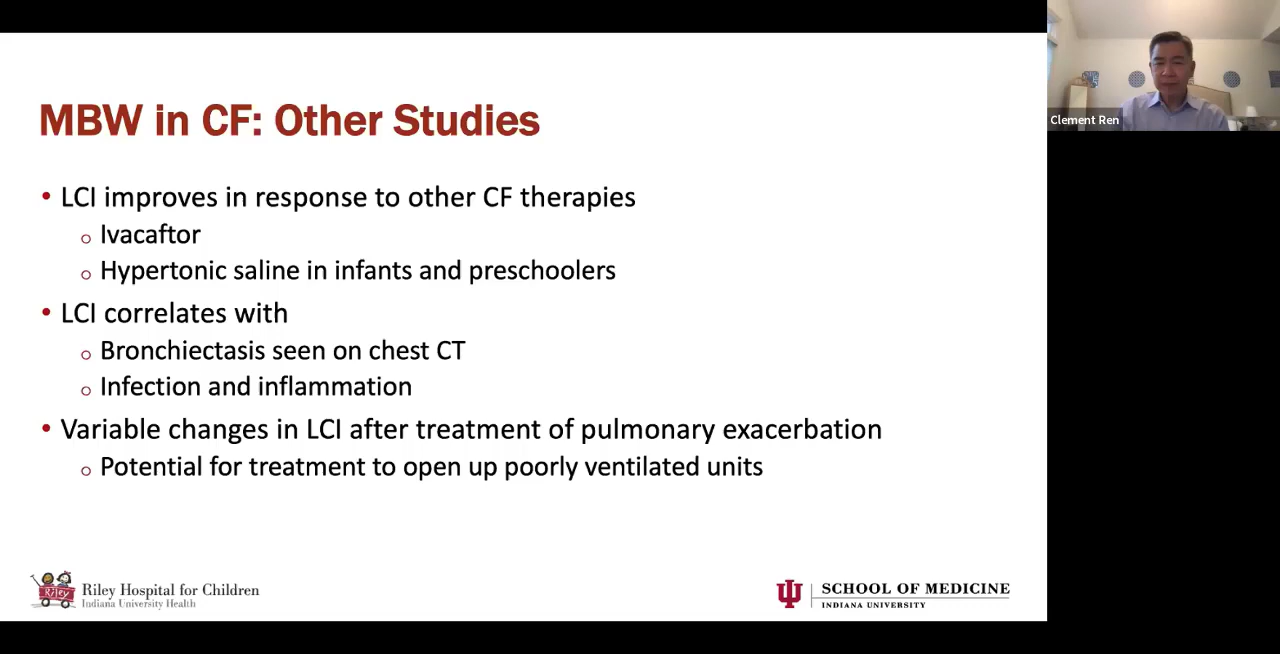 MBW in CF: Other Studies
• LCI improves in response to other CF therapies
o Ivacaftor
o Hypertonic saline in infants and preschoolers
• LCI correlates with
o Bronchiectasis seen on chest CT
o Infection and inflammation
• Variable changes in LCI after treatment of pulmonary exacerbation
o Potential for treatment to open up poorly ventilated units
Riley
Riley Hospital for Children
Indiana University Health
SCHOOL OF MEDICINE
INDIANA UNIVERSITY
Clement Ren